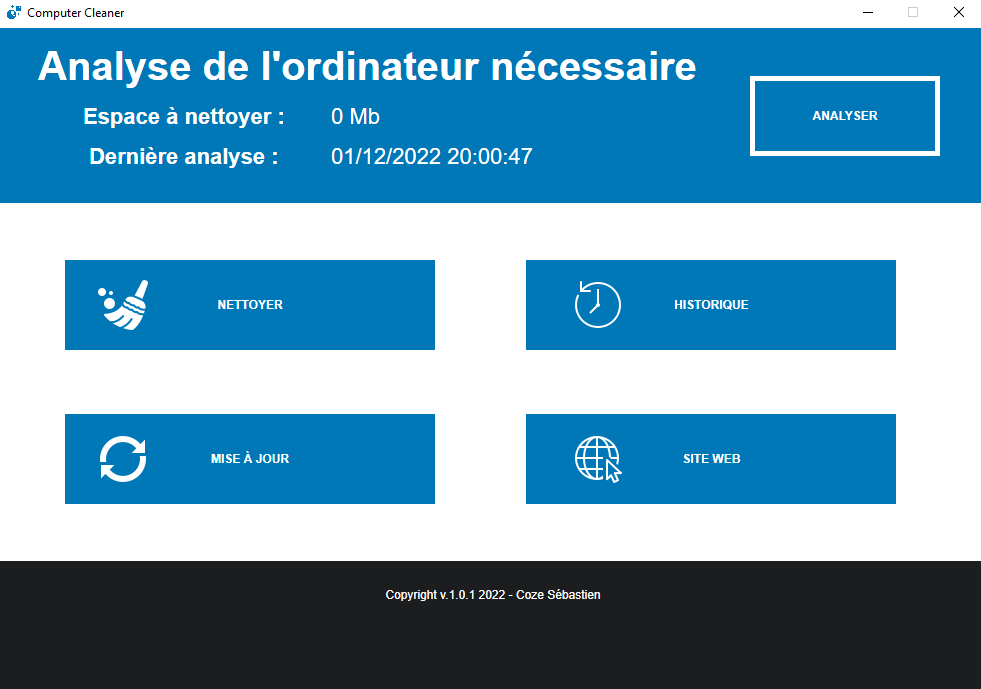 Computer Cleaner
Analyse de l'ordinateur nécessaire
Espace à nettoyer : 0 Mb
Dernière analyse : 01/12/2022 20:00:47
ANALYSER
NETTOYER
HISTORIQUE
MISE À JOUR
SITE WEB
Copyright v.1.0.1 2022 - Coze Sébastien